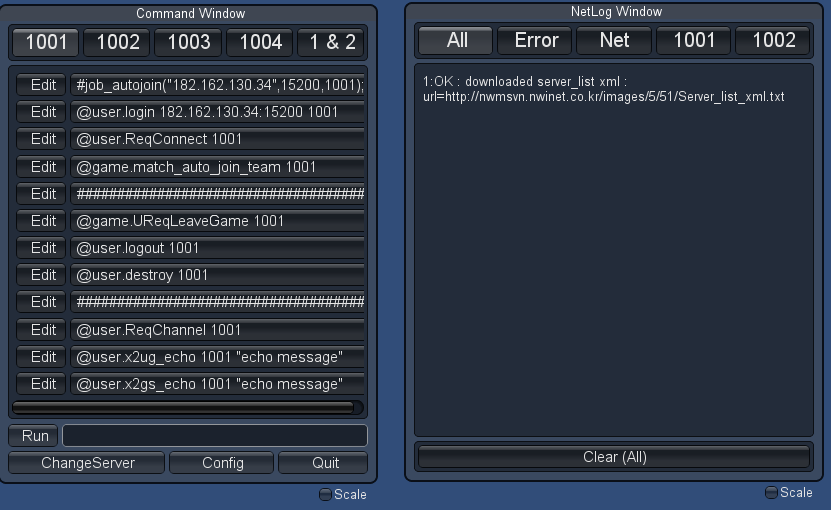 Command Window
1001 1002 1003 1004 1 & 2
Edit #job_autojoin("182.162.130.34",15200,1001);
Edit @user.login 182.162.130.34:15200 1001
Edit @user.ReqConnect 1001
Edit @game.match_auto_join_team 1001
Edit ####################################
Edit @game.UReqLeaveGame 1001
Edit @user.logout 1001
Edit @user.destroy 1001
Edit ####################################
Edit @user.ReqChannel 1001
Edit @user.x2ug_echo 1001 "echo message"
Edit @user.x2gs_echo 1001 "echo message"
Run
ChangeServer Config Quit
Scale
NetLog Window
All Error Net 1001 1002
1:OK : downloaded server_list xml :
url=http://nwmsvn.nwinet.co.kr/images/5/51/Server_list_xml.txt
Clear (All)
Scale